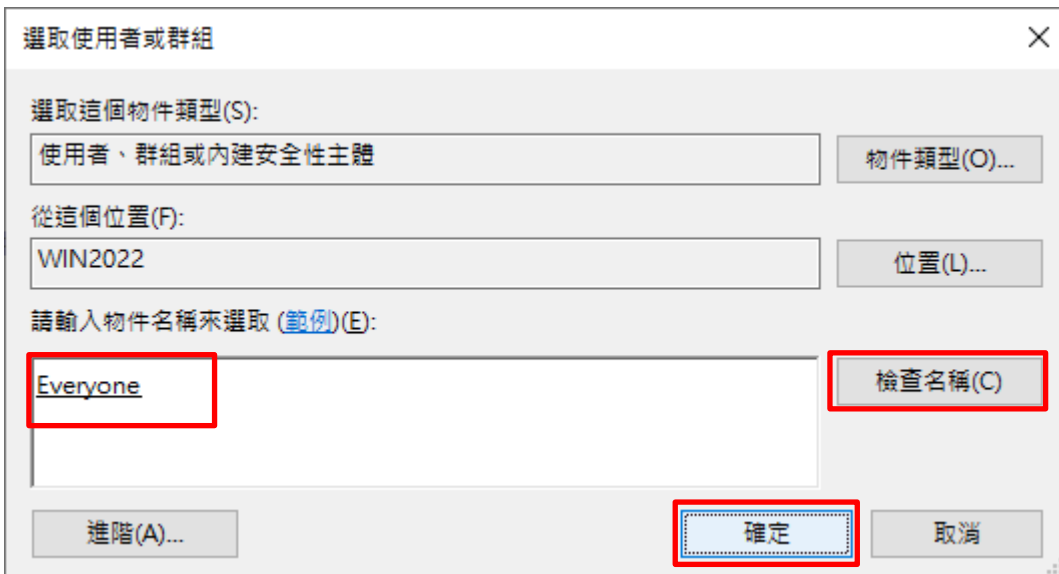 選取使用者或群組
選取這個物件類型(S):
使用者、群組或內建安全性主體
物件類型(O)...
從這個位置(F):
WIN2022
位置(L)...
請輸入物件名稱來選取 (範例)(E):
Everyone
檢查名稱(C)
進階(A)...
確定
取消